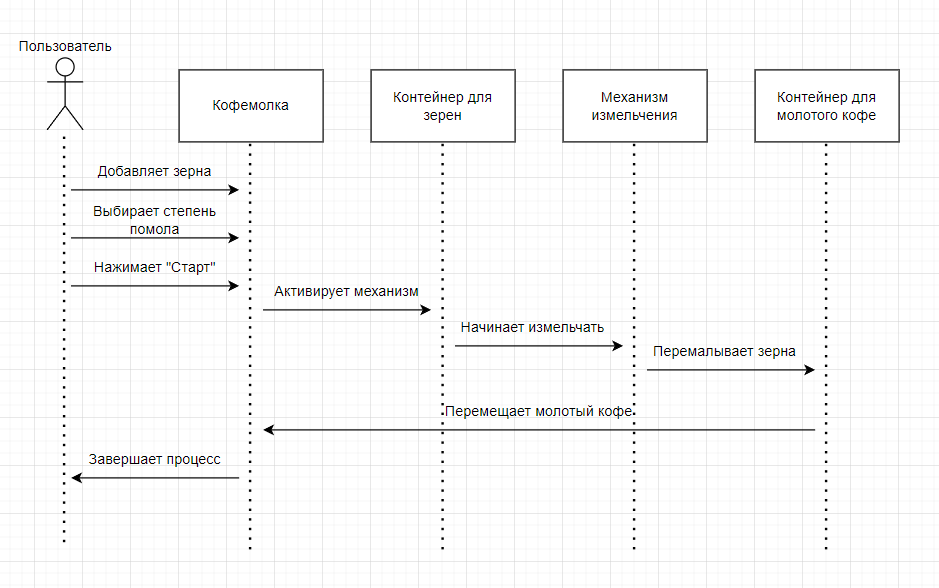 Пользователь
Кофемолка
Контейнер для
зерен
Механизм
измельчения
Контейнер для
молотого кофе
Добавляет зерна
Выбирает степень
помола
Нажимает "Старт"
Активирует механизм
Начинает измельчать
Перемалывает зерна
Перемещает молотый кофе
Завершает процесс